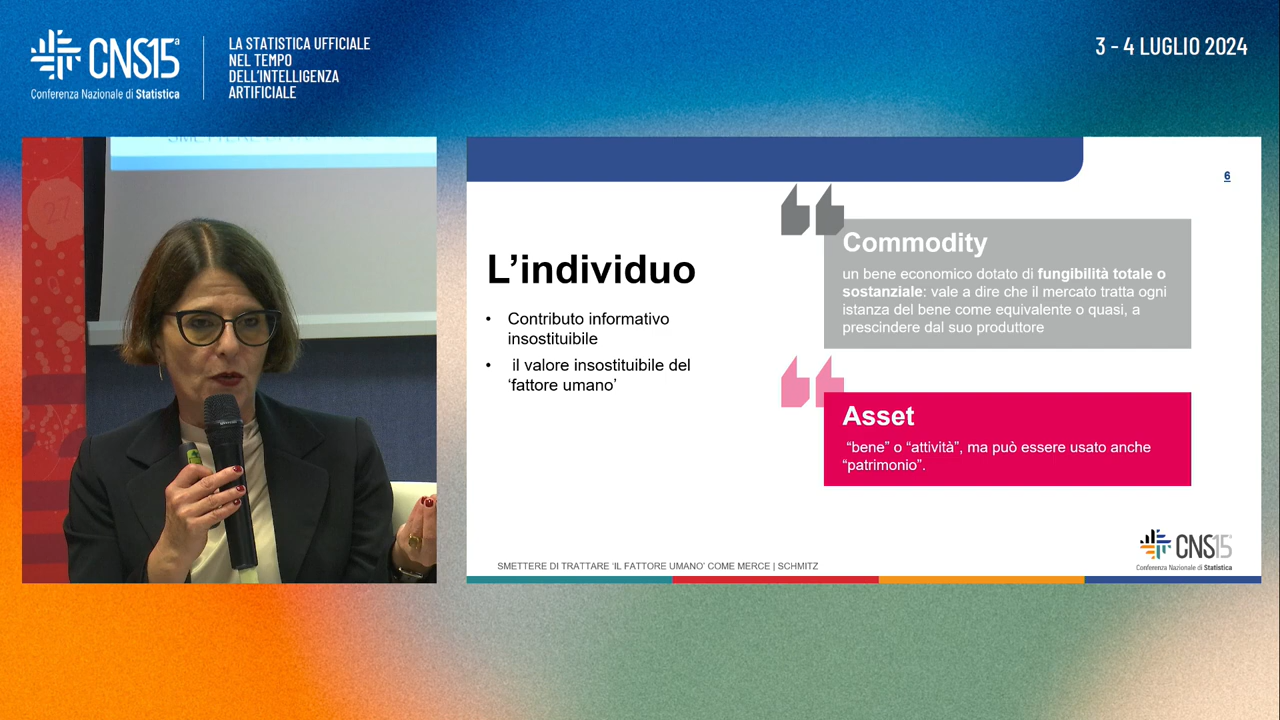 CNS15ª
Conferenza Nazionale di Statistica
LA STATISTICA UFFICIALE
NEL TEMPO
DELL'INTELLIGENZA
ARTIFICIALE
3 - 4 LUGLIO 2024
27
6
L'individuo
• Contributo informativo
insostituibile
• il valore insostituibile del
'fattore umano'
Commodity
un bene economico dotato di fungibilità totale o
sostanziale: vale a dire che il mercato tratta ogni
istanza del bene come equivalente o quasi, a
prescindere dal suo produttore
Asset
"bene" o "attività", ma può essere usato anche
"patrimonio".
SMETTERE DI TRATTARE 'IL FATTORE UMANO' COME MERCE | SCHMITZ
CNS15
Conferenza Nazionale di Statistica